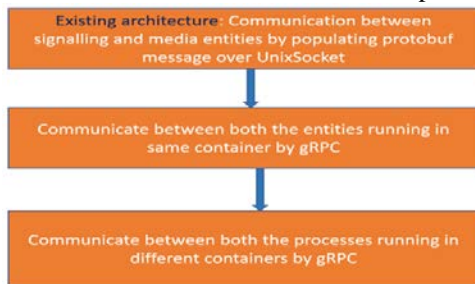 Existing architecture: Communication between
signalling and media entities by populating protobuf
message over UnixSocket
Communicate between both the entities running in
same container by gRPC
Communicate between both the processes running in
different containers by gRPC